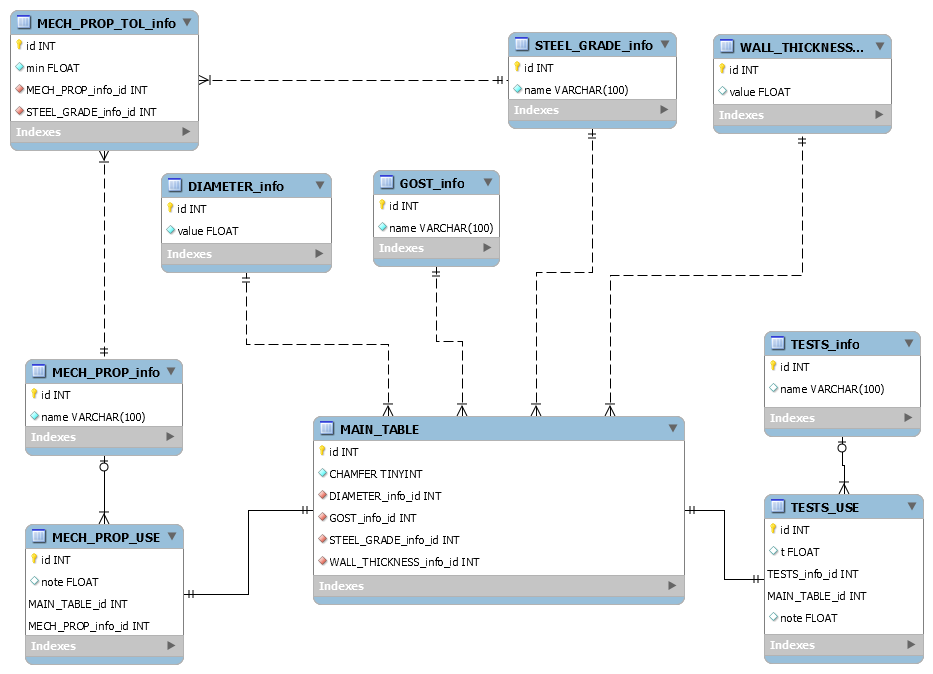 MECH_PROP_TOL_info
id INT
min FLOAT
MECH_PROP_info_id INT
STEEL_GRADE_info_id INT
Indexes
STEEL_GRADE_info
id INT
name VARCHAR(100)
Indexes
WALL_THICKNESS...
id INT
value FLOAT
Indexes
DIAMETER_info
id INT
value FLOAT
Indexes
GOST_info
id INT
name VARCHAR(100)
Indexes
MECH_PROP_info
id INT
name VARCHAR(100)
Indexes
TESTS_info
id INT
name VARCHAR(100)
Indexes
MAIN_TABLE
id INT
CHAMFER TINYINT
DIAMETER_info_id INT
GOST_info_id INT
STEEL_GRADE_info_id INT
WALL_THICKNESS_info_id INT
Indexes
MECH_PROP_USE
id INT
note FLOAT
MAIN_TABLE_id INT
MECH_PROP_info_id INT
Indexes
TESTS_USE
id INT
t FLOAT
TESTS_info_id INT
MAIN_TABLE_id INT
note FLOAT
Indexes